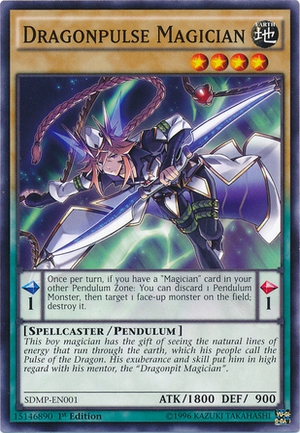 DRAGONPULSE MAGICIAN
EARTH
地
Once per turn, if you have a "Magician" card in your
other Pendulum Zone: You can discard 1 Pendulum
Monster, then target 1 face-up monster on the field;
destroy it.
1
1
[SPELLCASTER / PENDULUM]
This boy magician has the gift of seeing the natural lines of
energy that run through the earth, which his people call the
Pulse of the Dragon. His exuberance and skill put him in high
regard with his mentor, the "Dragonpit Magician".
SDMP-EN001
ATK/1800 DEF/ 900
15146890 1st Edition
©1996 KAZUKI TAKAHASHI